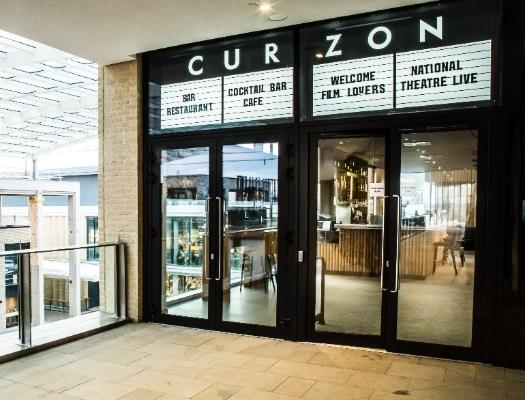 CURZON
BAR
RESTAURANT
COCKTAIL BAR
CAFE
WELCOME
FILM LOVERS
NATIONAL
THEATRE LIVE